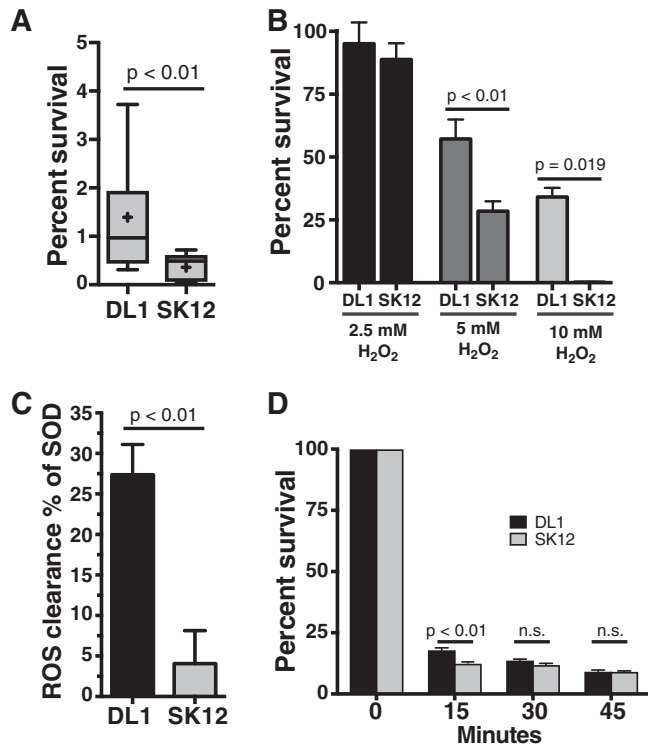 A
Percent survival
5
4
3
2
1
0
p < 0.01
DL1 SK12
B
Percent survival
100
75
50
25
0
p < 0.01
p = 0.019
DL1 SK12
DL1 SK12
DL1 SK12
2.5 mM
H₂O₂
5 mM
H₂O₂
10 mM
H₂O₂
C
ROS clearance % of SOD
35
30
25
20
15
10
5
0
p < 0.01
DL1 SK12
D
Percent survival
100
75
50
25
0
DL1
SK12
p < 0.01
n.s.
n.s.
0
15
30
45
Minutes